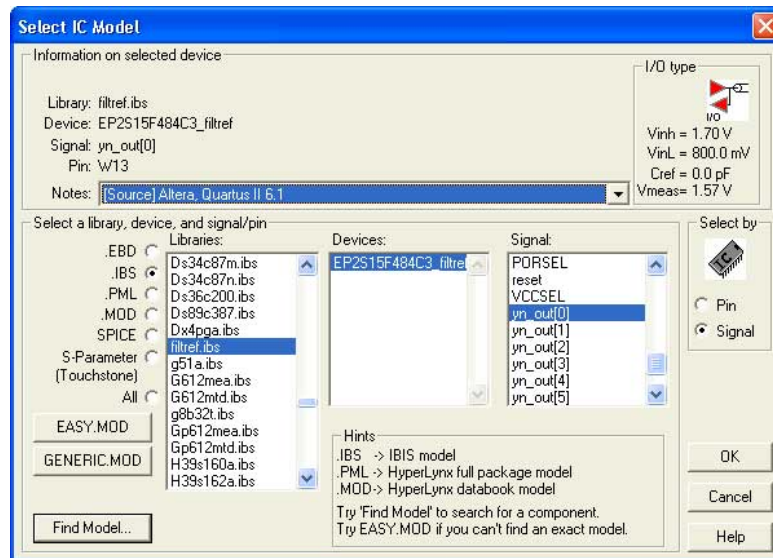 Select IC Model
Information on selected device
Library: filtref.ibs
Device: EP2S15F484C3_filtref
Signal: yn_out[0]
Pin: W13
Notes: [Source] Altera, Quartus II 6.1
I/O type
I/O
Vinh = 1.70 V
VinL = 800.0 mV
Cref = 0.0 pF
Vmeas= 1.57 V
Select a library, device, and signal/pin
.EBD
.IBS
.PML
.MOD
SPICE
S-Parameter
(Touchstone)
All
EASY.MOD
GENERIC.MOD
Find Model...
Libraries:
Ds34c87m.ibs
Ds34c87n.ibs
Ds36c200.ibs
Ds89c387.ibs
Dx4pga.ibs
filtref.ibs
g51a.ibs
G612mea.ibs
G612mtd.ibs
g8b32t.ibs
Gp612mea.ibs
Gp612mtd.ibs
H39s160a.ibs
H39s162a.ibs
Devices:
EP2S15F484C3_filtref
Signal:
PORSEL
reset
VCCSEL
yn_out[0]
yn_out[1]
yn_out[2]
yn_out[3]
yn_out[4]
yn_out[5]
Hints
.IBS -> IBIS model
.PML -> HyperLynx full package model
.MOD-> HyperLynx databook model
Try 'Find Model' to search for a component.
Try EASY.MOD if you can't find an exact model.
Select by
IC
Pin
Signal
OK
Cancel
Help